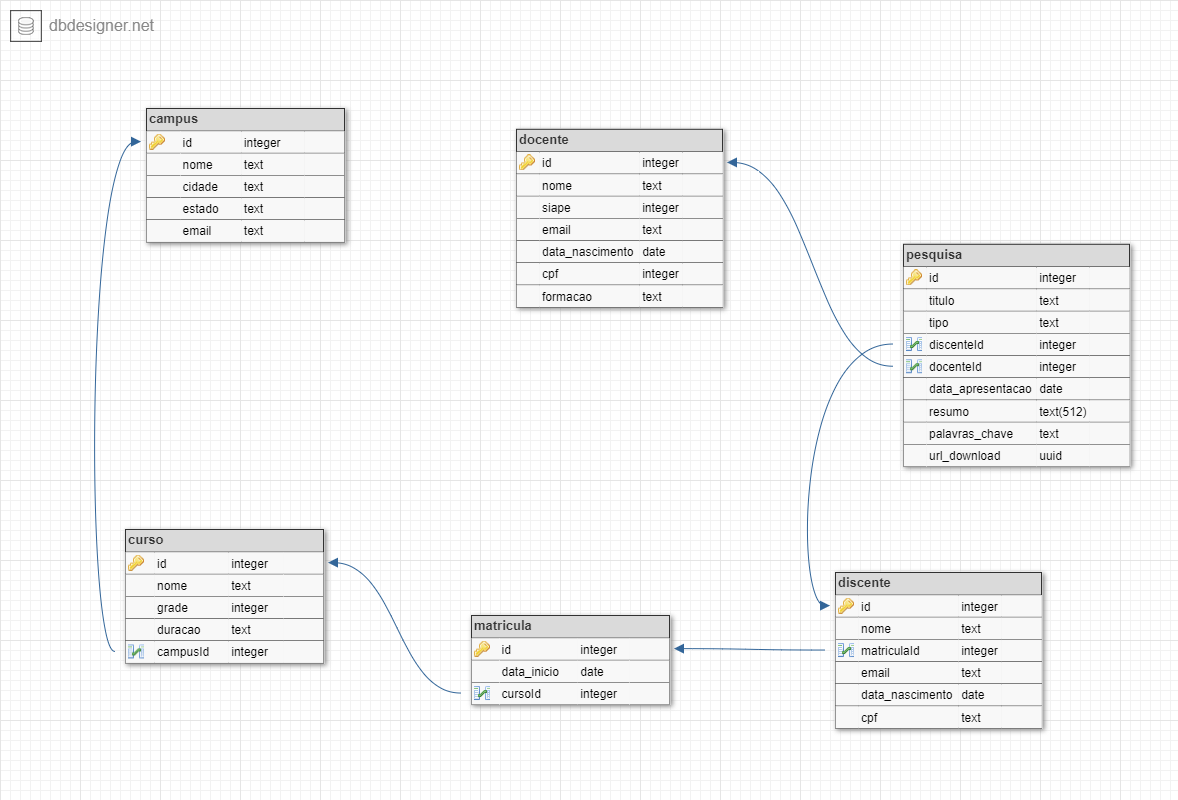 dbdesigner.net
campus
id integer
nome text
cidade text
estado text
email text
docente
id integer
nome text
siape integer
email text
data_nascimento date
cpf integer
formacao text
pesquisa
id integer
titulo text
tipo text
discenteId integer
docenteId integer
data_apresentacao date
resumo text(512)
palavras_chave text
url_download uuid
curso
id integer
nome text
grade integer
duracao text
campusId integer
matricula
id integer
data_inicio date
cursoId integer
discente
id integer
nome text
matriculaId integer
email text
data_nascimento date
cpf text